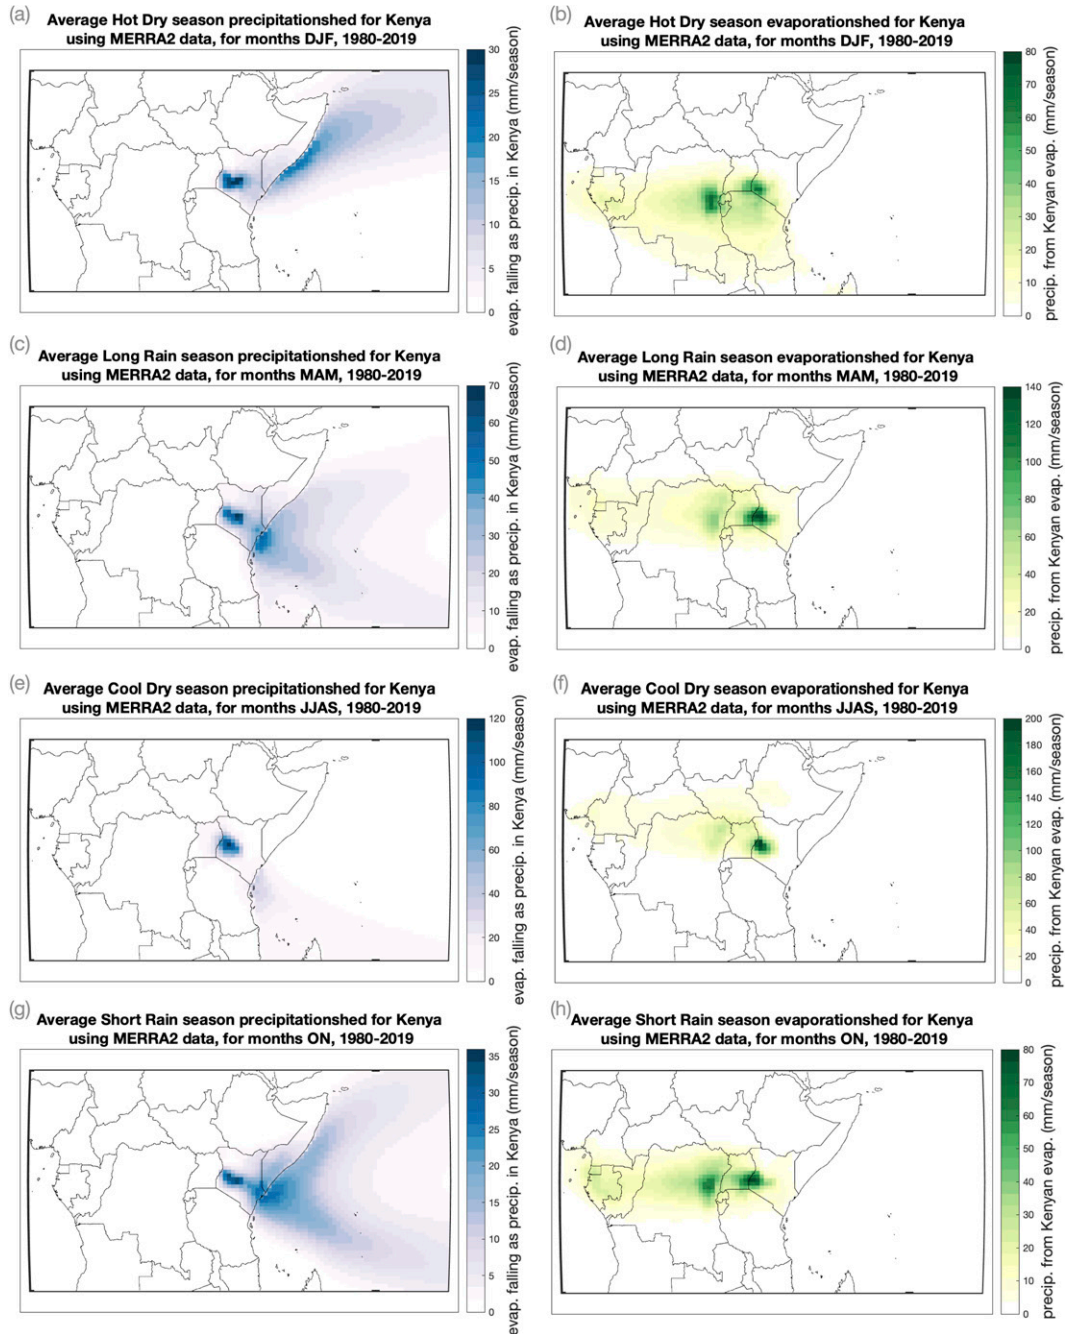 (a)
Average Hot Dry season precipitationshed for Kenya
using MERRA2 data, for months DJF, 1980-2019
30
25
20
15
10
5
0
evap. falling as precip. in Kenya (mm/season)
(b)
Average Hot Dry season evaporationshed for Kenya
using MERRA2 data, for months DJF, 1980-2019
80
70
60
50
40
30
20
10
0
precip. from Kenyan evap. (mm/season)
(c)
Average Long Rain season precipitationshed for Kenya
using MERRA2 data, for months MAM, 1980-2019
70
60
50
40
30
20
10
0
evap. falling as precip. in Kenya (mm/season)
(d)
Average Long Rain season evaporationshed for Kenya
using MERRA2 data, for months MAM, 1980-2019
140
120
100
80
60
40
20
0
precip. from Kenyan evap. (mm/season)
(e)
Average Cool Dry season precipitationshed for Kenya
using MERRA2 data, for months JJAS, 1980-2019
120
100
80
60
40
20
0
evap. falling as precip. in Kenya (mm/season)
(f)
Average Cool Dry season evaporationshed for Kenya
using MERRA2 data, for months JJAS, 1980-2019
200
180
160
140
120
100
80
60
40
20
0
precip. from Kenyan evap. (mm/season)
(g)
Average Short Rain season precipitationshed for Kenya
using MERRA2 data, for months ON, 1980-2019
35
30
25
20
15
10
5
0
evap. falling as precip. in Kenya (mm/season)
(h)
Average Short Rain season evaporationshed for Kenya
using MERRA2 data, for months ON, 1980-2019
80
70
60
50
40
30
20
10
0
precip. from Kenyan evap. (mm/season)